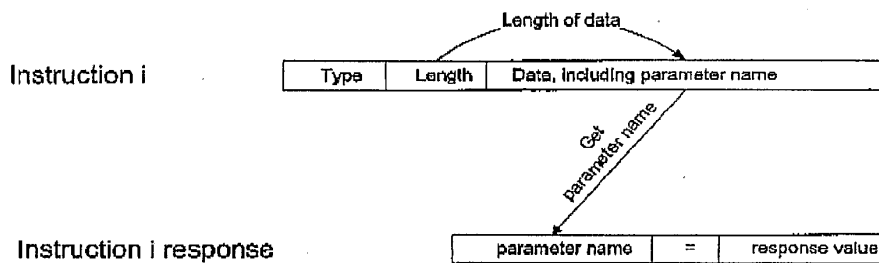 Length of data
Instruction i
Type
Length
Data, including parameter name
Get
parameter name
Instruction i response
parameter name
=
response value